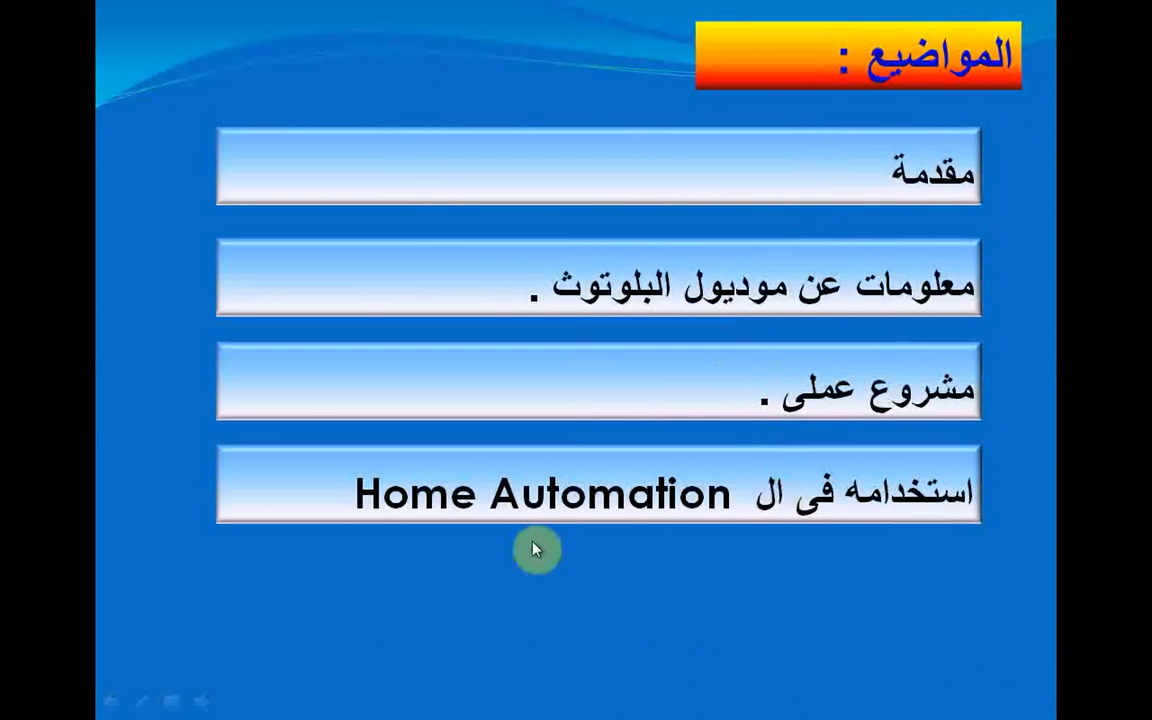 المواضيع :
مقدمة
معلومات عن موديول البلوتوث .
مشروع عملى .
استخدامه فى ال Home Automation